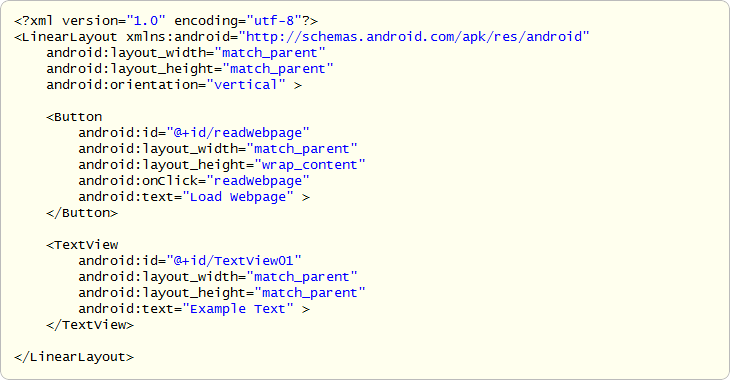 <?xml version="1.0" encoding="utf-8"?>
<LinearLayout xmlns:android="http://schemas.android.com/apk/res/android"
    android:layout_width="match_parent"
    android:layout_height="match_parent"
    android:orientation="vertical" >

    <Button
        android:id="@+id/readWebpage"
        android:layout_width="match_parent"
        android:layout_height="wrap_content"
        android:onClick="readWebpage"
        android:text="Load Webpage" >
    </Button>

    <TextView
        android:id="@+id/TextView01"
        android:layout_width="match_parent"
        android:layout_height="match_parent"
        android:text="Example Text" >
    </TextView>

</LinearLayout>